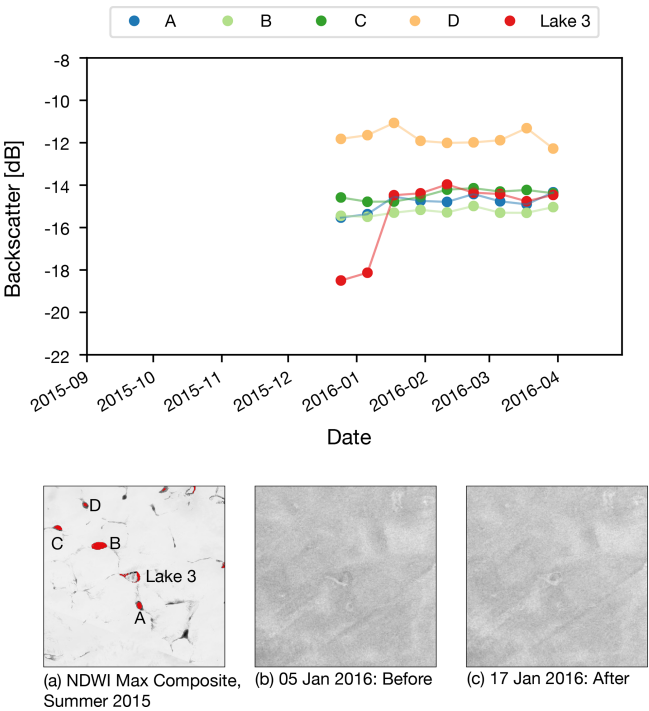 A B C D Lake 3
-8
-10
-12
-14
-16
-18
-20
-22
Backscatter [dB]
2015-09 2015-10 2015-11 2015-12 2016-01 2016-02 2016-03 2016-04
Date
D
C B
Lake 3
A
(a) NDWI Max Composite,
Summer 2015
(b) 05 Jan 2016: Before
(c) 17 Jan 2016: After